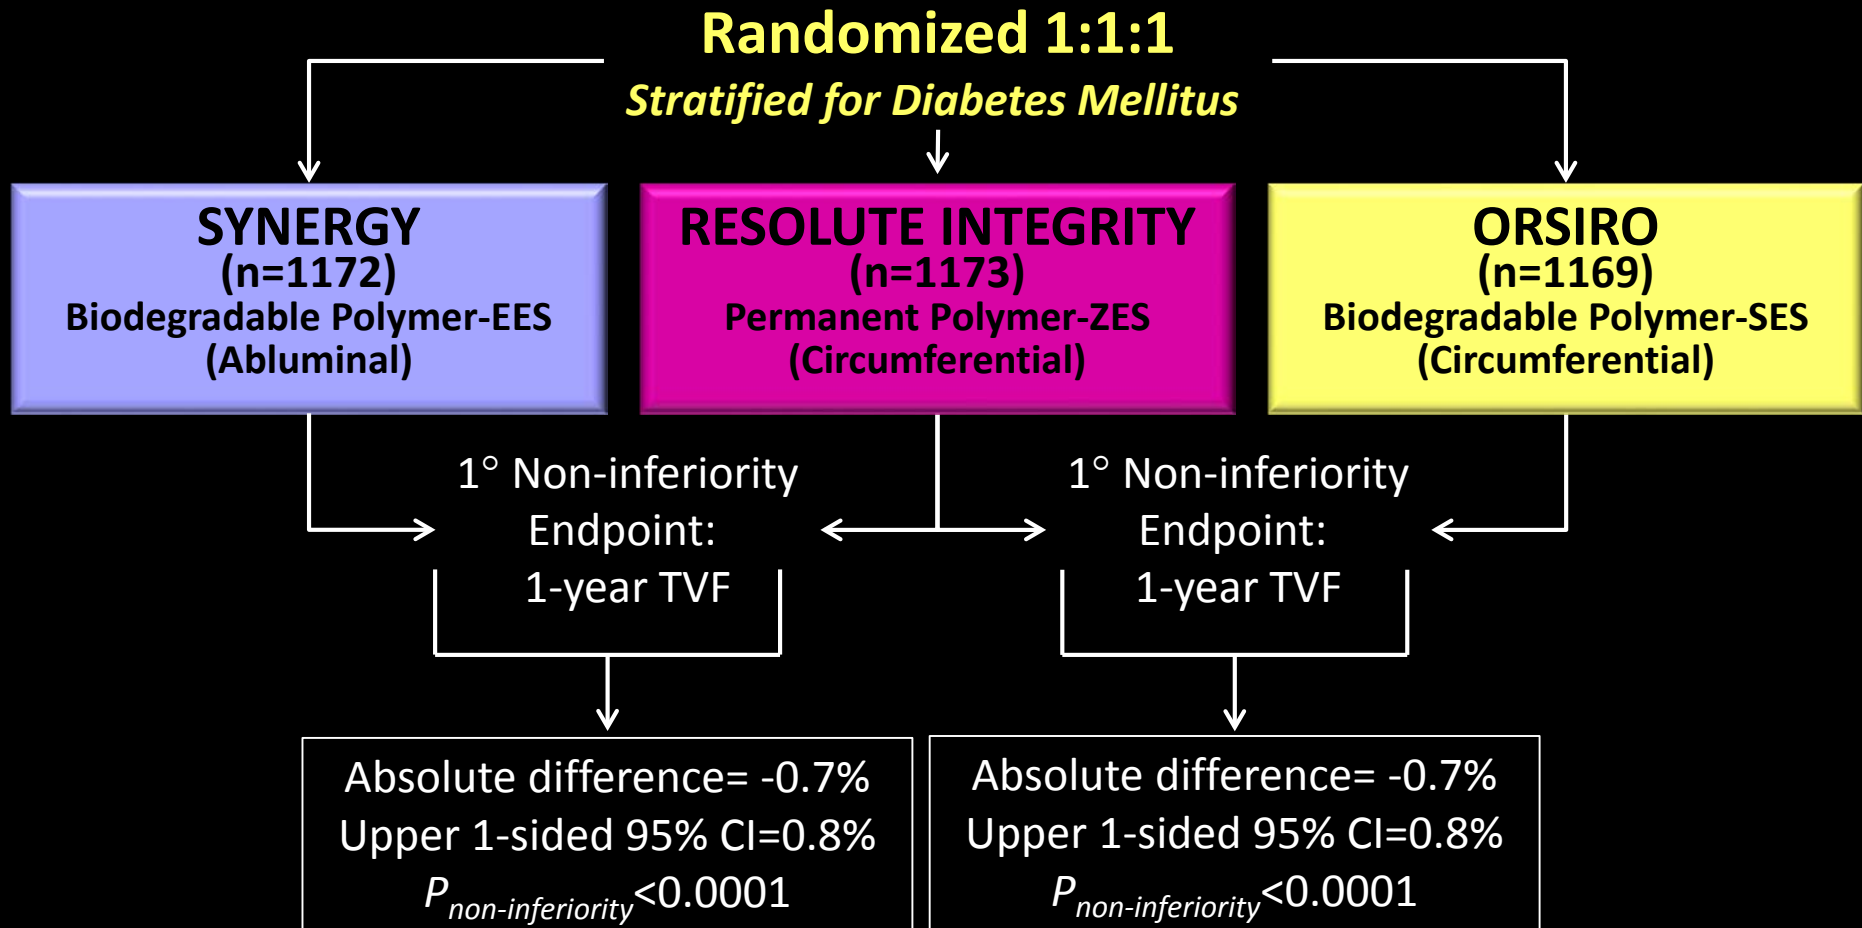 Randomized 1:1:1
Stratified for Diabetes Mellitus
SYNERGY
(n=1172)
Biodegradable Polymer-EES
(Abluminal)
RESOLUTE INTEGRITY
(n=1173)
Permanent Polymer-ZES
(Circumferential)
ORSIRO
(n=1169)
Biodegradable Polymer-SES
(Circumferential)
1° Non-inferiority
Endpoint:
1-year TVF
1° Non-inferiority
Endpoint:
1-year TVF
Absolute difference= -0.7%
Upper 1-sided 95% CI=0.8%
Pnon-inferiority<0.0001
Absolute difference= -0.7%
Upper 1-sided 95% CI=0.8%
Pnon-inferiority<0.0001